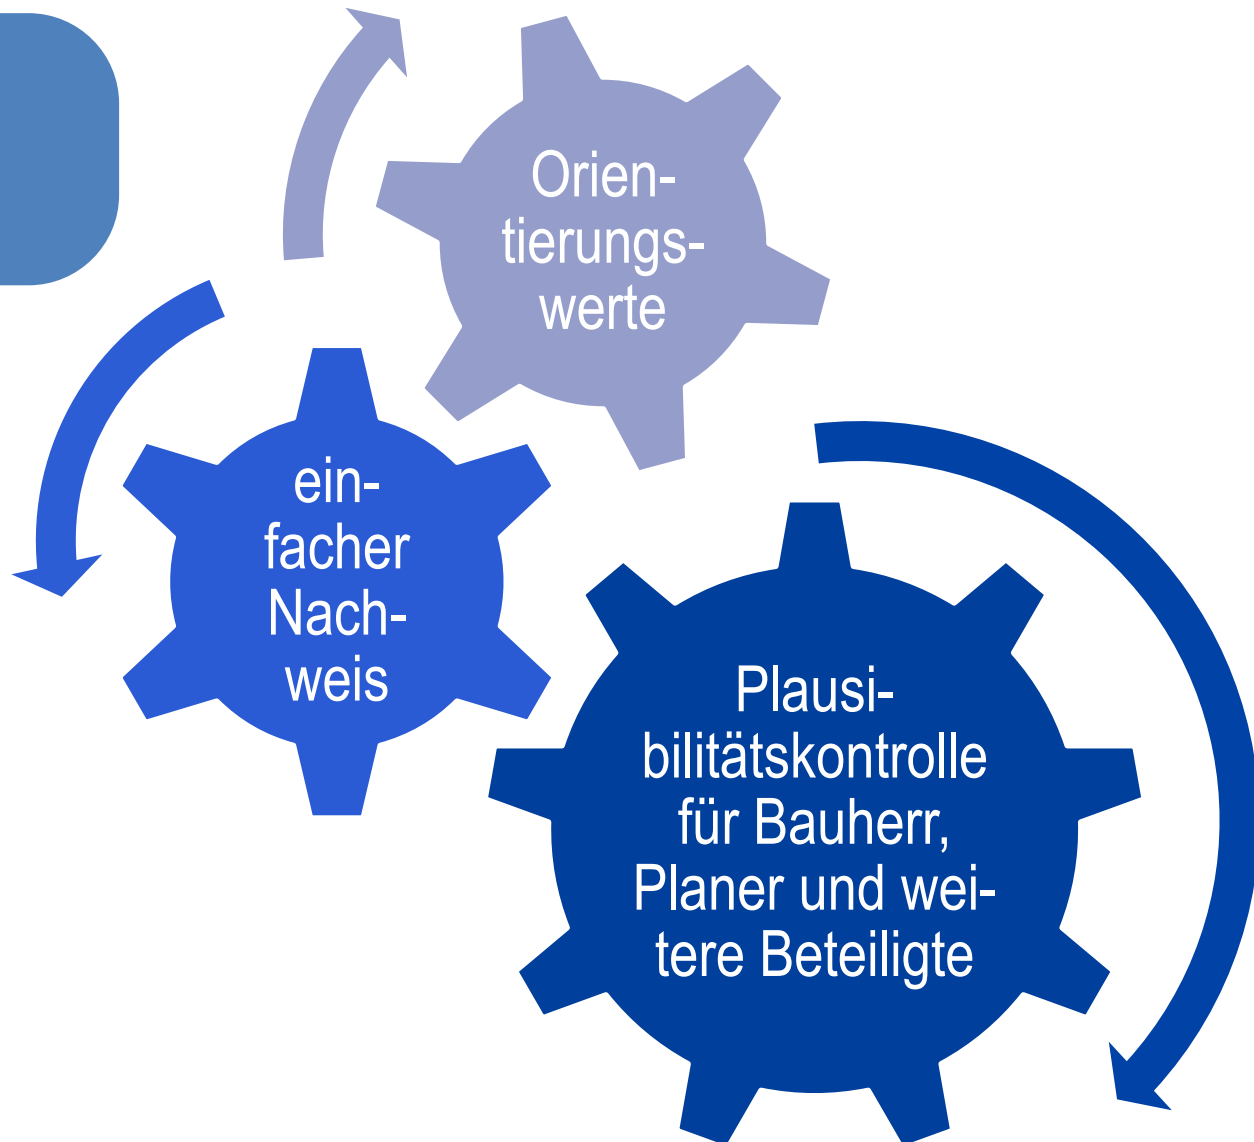 Orien-
tierungs-
werte
ein-
facher
Nach-
weis
Plausi-
bilitätskontrolle
für Bauherr,
Planer und wei-
tere Beteiligte